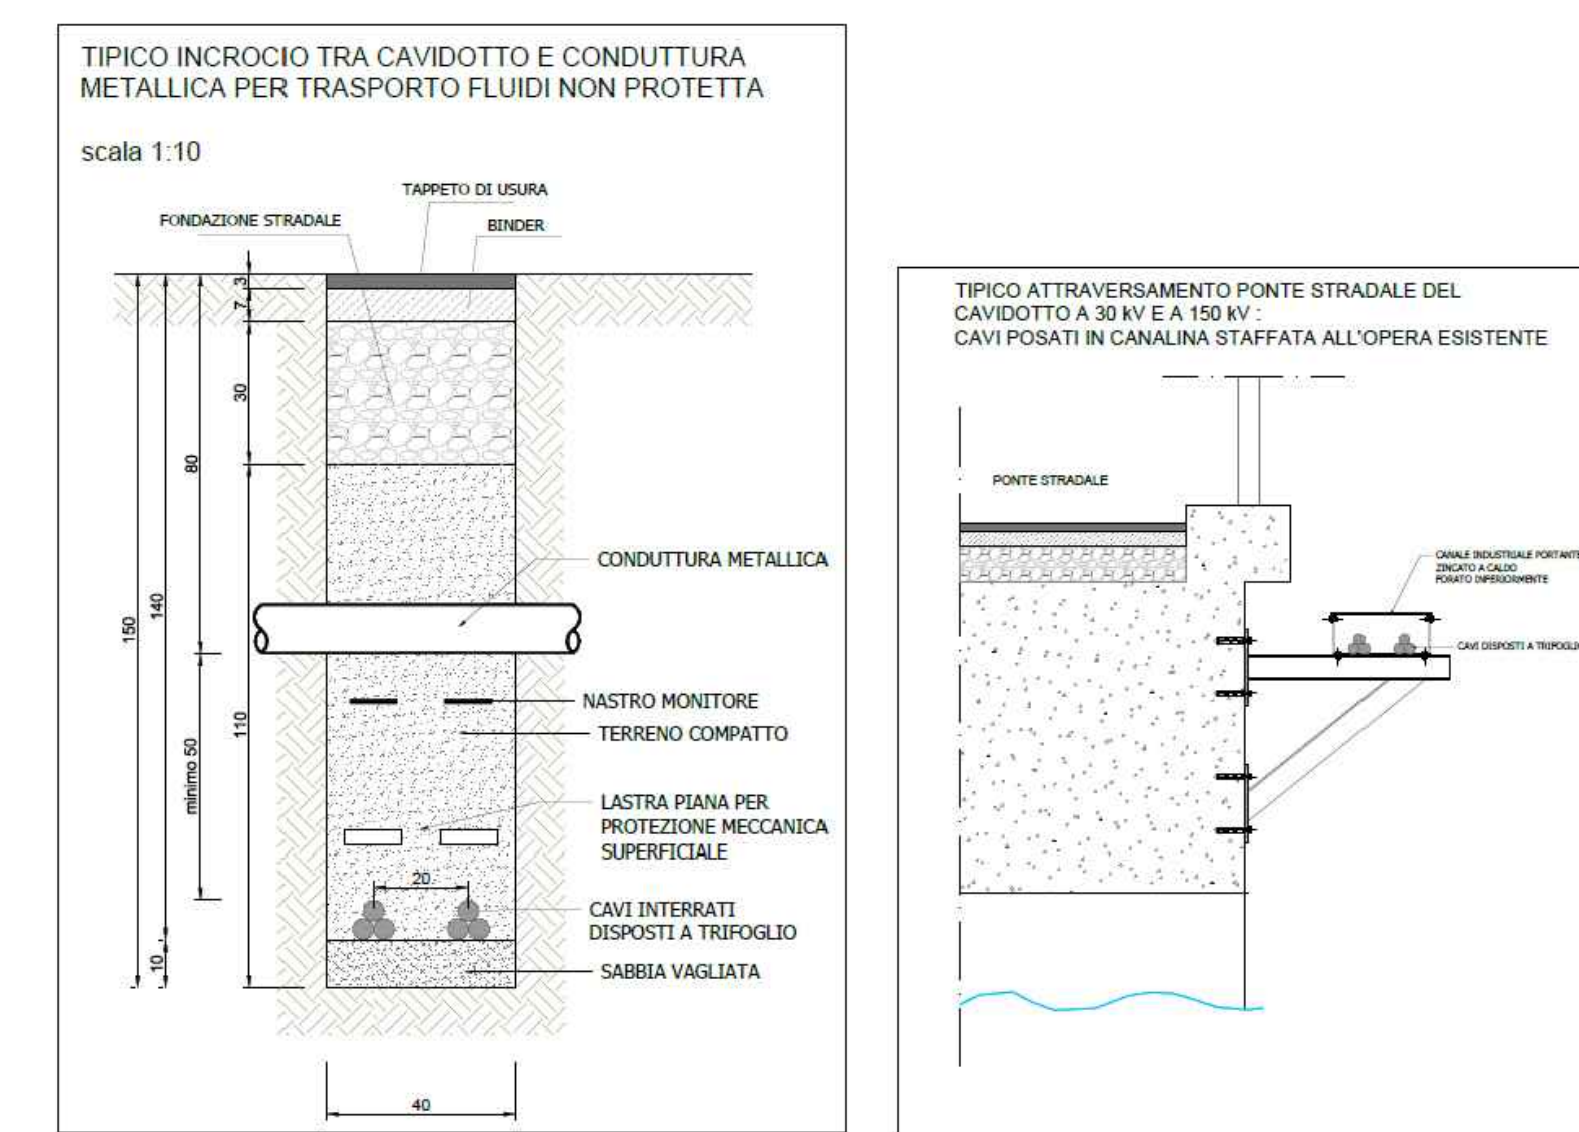 TIPICO INCROCIO TRA CAVIDOTTO E CONDUTTURA
METALLICA PER TRASPORTO FLUIDI NON PROTETTA
scala 1:10
TAPPETO DI USURA
FONDAZIONE STRADALE
BINDER
3
7
30
80
140
150
110
minimo 50
10
20
40
CONDUTTURA METALLICA
NASTRO MONITORE
TERRENO COMPATTO
LASTRA PIANA PER
PROTEZIONE MECCANICA
SUPERFICIALE
CAVI INTERRATI
DISPOSTI A TRIFOGLIO
SABBIA VAGLIATA
TIPICO ATTRAVERSAMENTO PONTE STRADALE DEL
CAVIDOTTO A 30 kV E A 150 kV :
CAVI POSATI IN CANALINA STAFFATA ALL'OPERA ESISTENTE
PONTE STRADALE
CANALE INDUSTRIALE PORTANTE
ZINCATO A CALDO
FORATO INFERIORMENTE
CAVI DISPOSTI A TRIFOGLIO